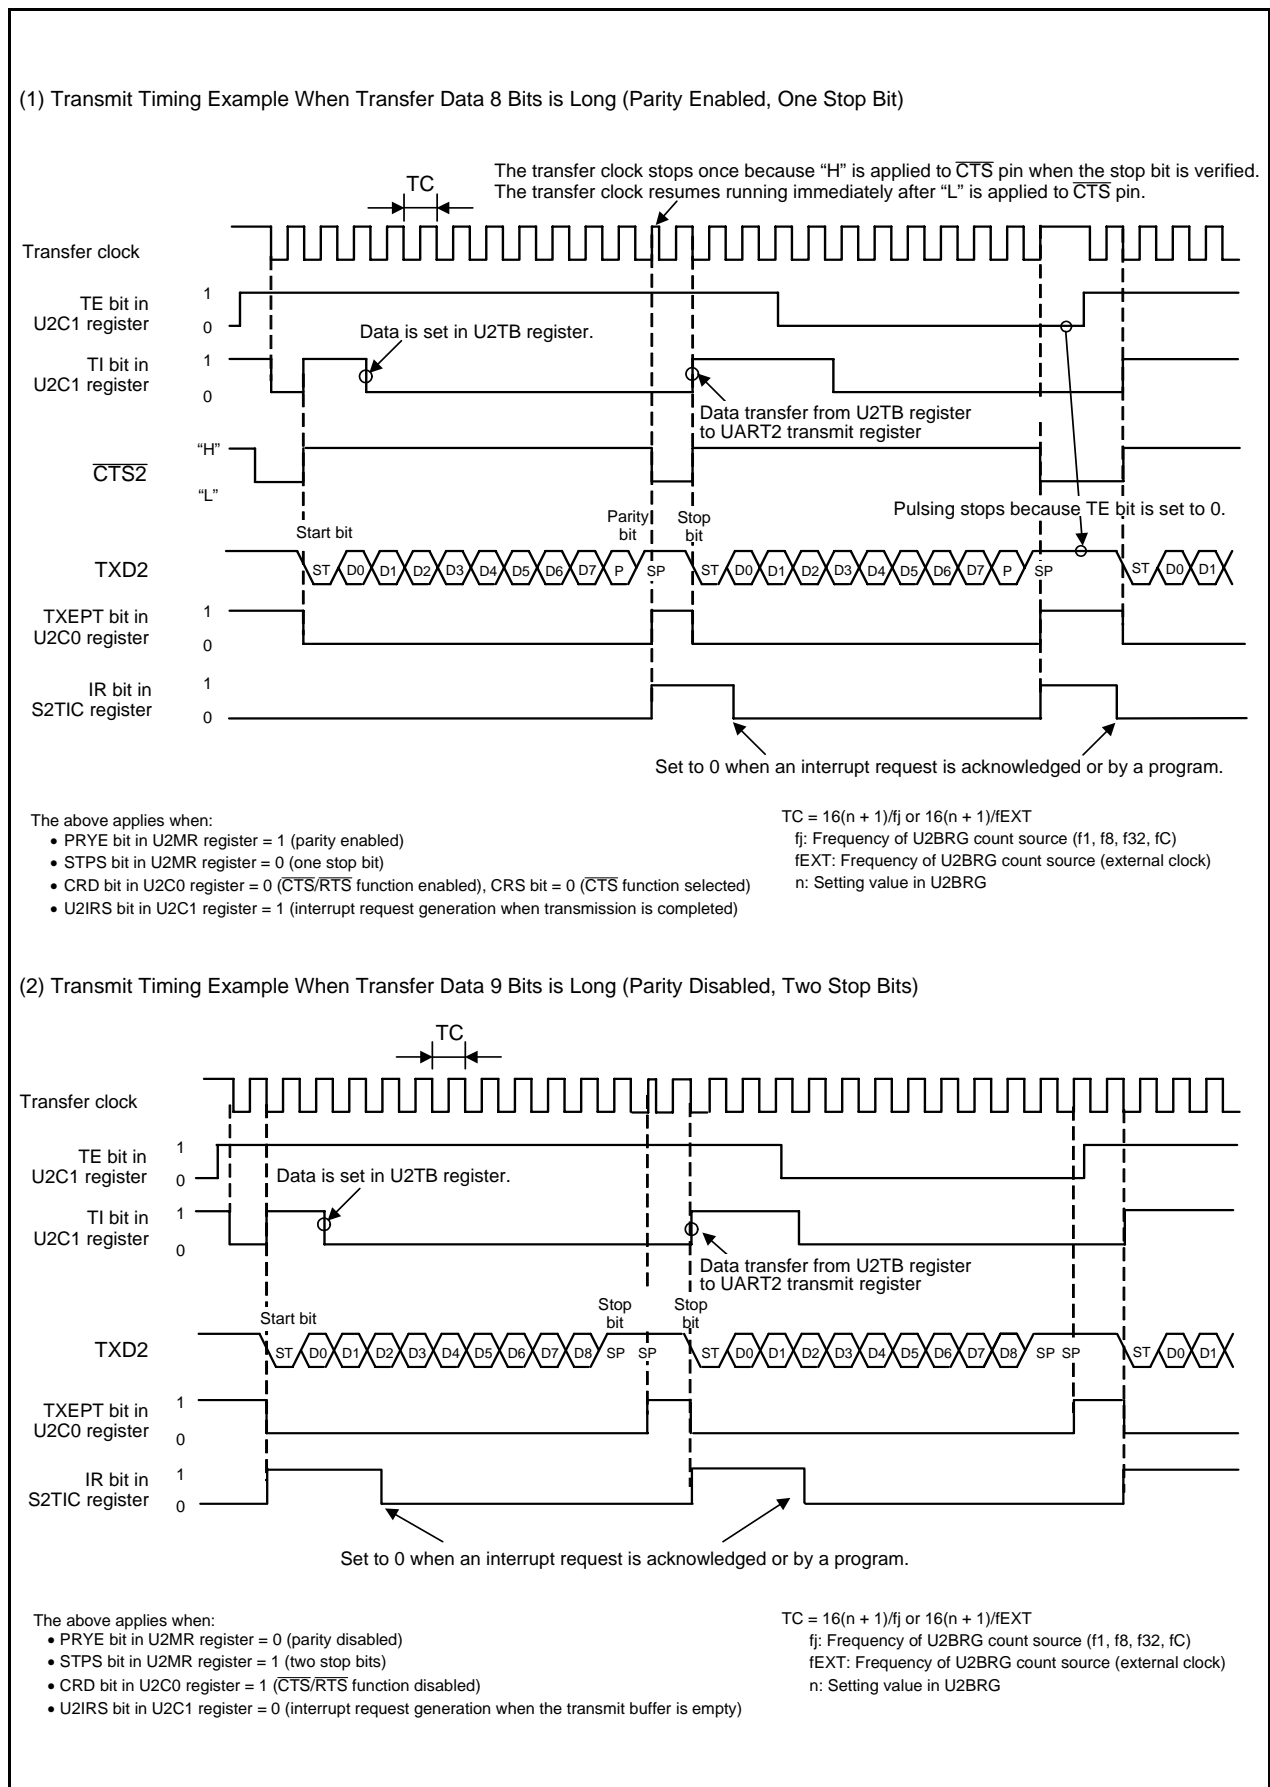 (1) Transmit Timing Example When Transfer Data 8 Bits is Long (Parity Enabled, One Stop Bit)
The transfer clock stops once because “H” is applied to CTS pin when the stop bit is verified.
The transfer clock resumes running immediately after “L” is applied to CTS pin.
TC
Transfer clock
TE bit in
U2C1 register
1
0
Data is set in U2TB register.
TI bit in
U2C1 register
1
0
Data transfer from U2TB register
to UART2 transmit register
CTS2
“H”
“L”
Pulsing stops because TE bit is set to 0.
Start bit
Parity
bit
Stop
bit
TXD2
ST D0 D1 D2 D3 D4 D5 D6 D7 P SP ST D0 D1 D2 D3 D4 D5 D6 D7 P SP ST D0 D1
TXEPT bit in
U2C0 register
1
0
IR bit in
S2TIC register
1
0
Set to 0 when an interrupt request is acknowledged or by a program.
The above applies when:
• PRYE bit in U2MR register = 1 (parity enabled)
• STPS bit in U2MR register = 0 (one stop bit)
• CRD bit in U2C0 register = 0 (CTS/RTS function enabled), CRS bit = 0 (CTS function selected)
• U2IRS bit in U2C1 register = 1 (interrupt request generation when transmission is completed)
TC = 16(n + 1)/fj or 16(n + 1)/fEXT
fj: Frequency of U2BRG count source (f1, f8, f32, fC)
fEXT: Frequency of U2BRG count source (external clock)
n: Setting value in U2BRG
(2) Transmit Timing Example When Transfer Data 9 Bits is Long (Parity Disabled, Two Stop Bits)
TC
Transfer clock
TE bit in
U2C1 register
1
0
Data is set in U2TB register.
TI bit in
U2C1 register
1
0
Data transfer from U2TB register
to UART2 transmit register
Start bit
Stop
bit
Stop
bit
TXD2
ST D0 D1 D2 D3 D4 D5 D6 D7 D8 SP SP ST D0 D1 D2 D3 D4 D5 D6 D7 D8 SP SP ST D0 D1
TXEPT bit in
U2C0 register
1
0
IR bit in
S2TIC register
1
0
Set to 0 when an interrupt request is acknowledged or by a program.
The above applies when:
• PRYE bit in U2MR register = 0 (parity disabled)
• STPS bit in U2MR register = 1 (two stop bits)
• CRD bit in U2C0 register = 1 (CTS/RTS function disabled)
• U2IRS bit in U2C1 register = 0 (interrupt request generation when the transmit buffer is empty)
TC = 16(n + 1)/fj or 16(n + 1)/fEXT
fj: Frequency of U2BRG count source (f1, f8, f32, fC)
fEXT: Frequency of U2BRG count source (external clock)
n: Setting value in U2BRG